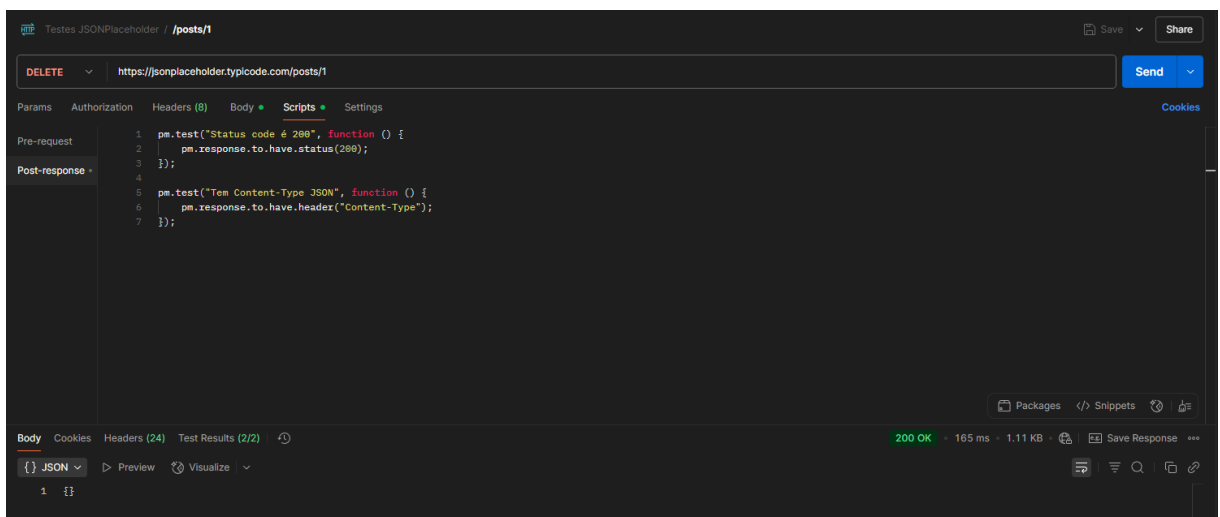 HTTP Testes JSONPlaceholder / /posts/1 Save Share
DELETE https://jsonplaceholder.typicode.com/posts/1 Send
Params Authorization Headers (8) Body Scripts Settings Cookies
Pre-request
Post-response
1 pm.test("Status code é 200", function () {
2 pm.response.to.have.status(200);
3 });
4
5 pm.test("Tem Content-Type JSON", function () {
6 pm.response.to.have.header("Content-Type");
7 });
Packages </> Snippets
Body Cookies Headers (24) Test Results (2/2) 200 OK • 165 ms • 1.11 KB • e.g. Save Response
{} JSON Preview Visualize
1 {}